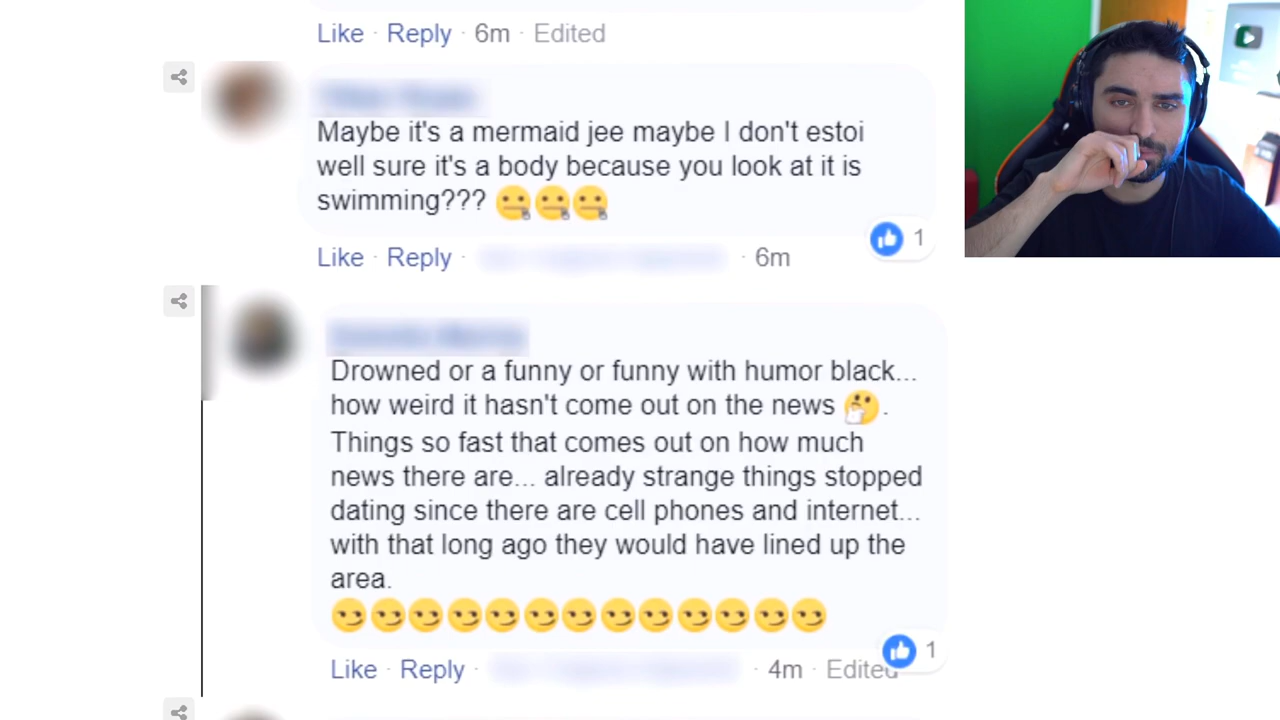 Like · Reply · 6m · Edited
Maybe it's a mermaid jee maybe I don't estoi
well sure it's a body because you look at it is
swimming??? 🤐🤐🤐
1
Like · Reply · · 6m
Drowned or a funny or funny with humor black...
how weird it hasn't come out on the news 🤔.
Things so fast that comes out on how much
news there are... already strange things stopped
dating since there are cell phones and internet...
with that long ago they would have lined up the
area.
😏😏😏😏😏😏😏😏😏😏😏😏😏
1
Like · Reply · · 4m · Edited